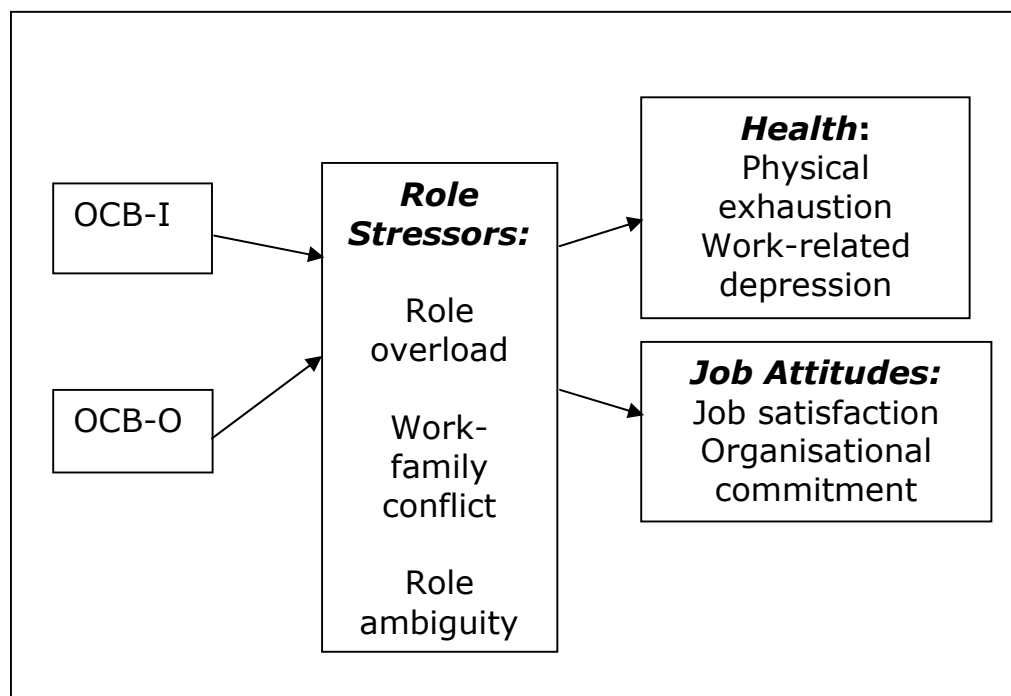 OCB-I
OCB-O
Role
Stressors:
Role
overload
Work-
family
conflict
Role
ambiguity
Health:
Physical
exhaustion
Work-related
depression
Job Attitudes:
Job satisfaction
Organisational
commitment